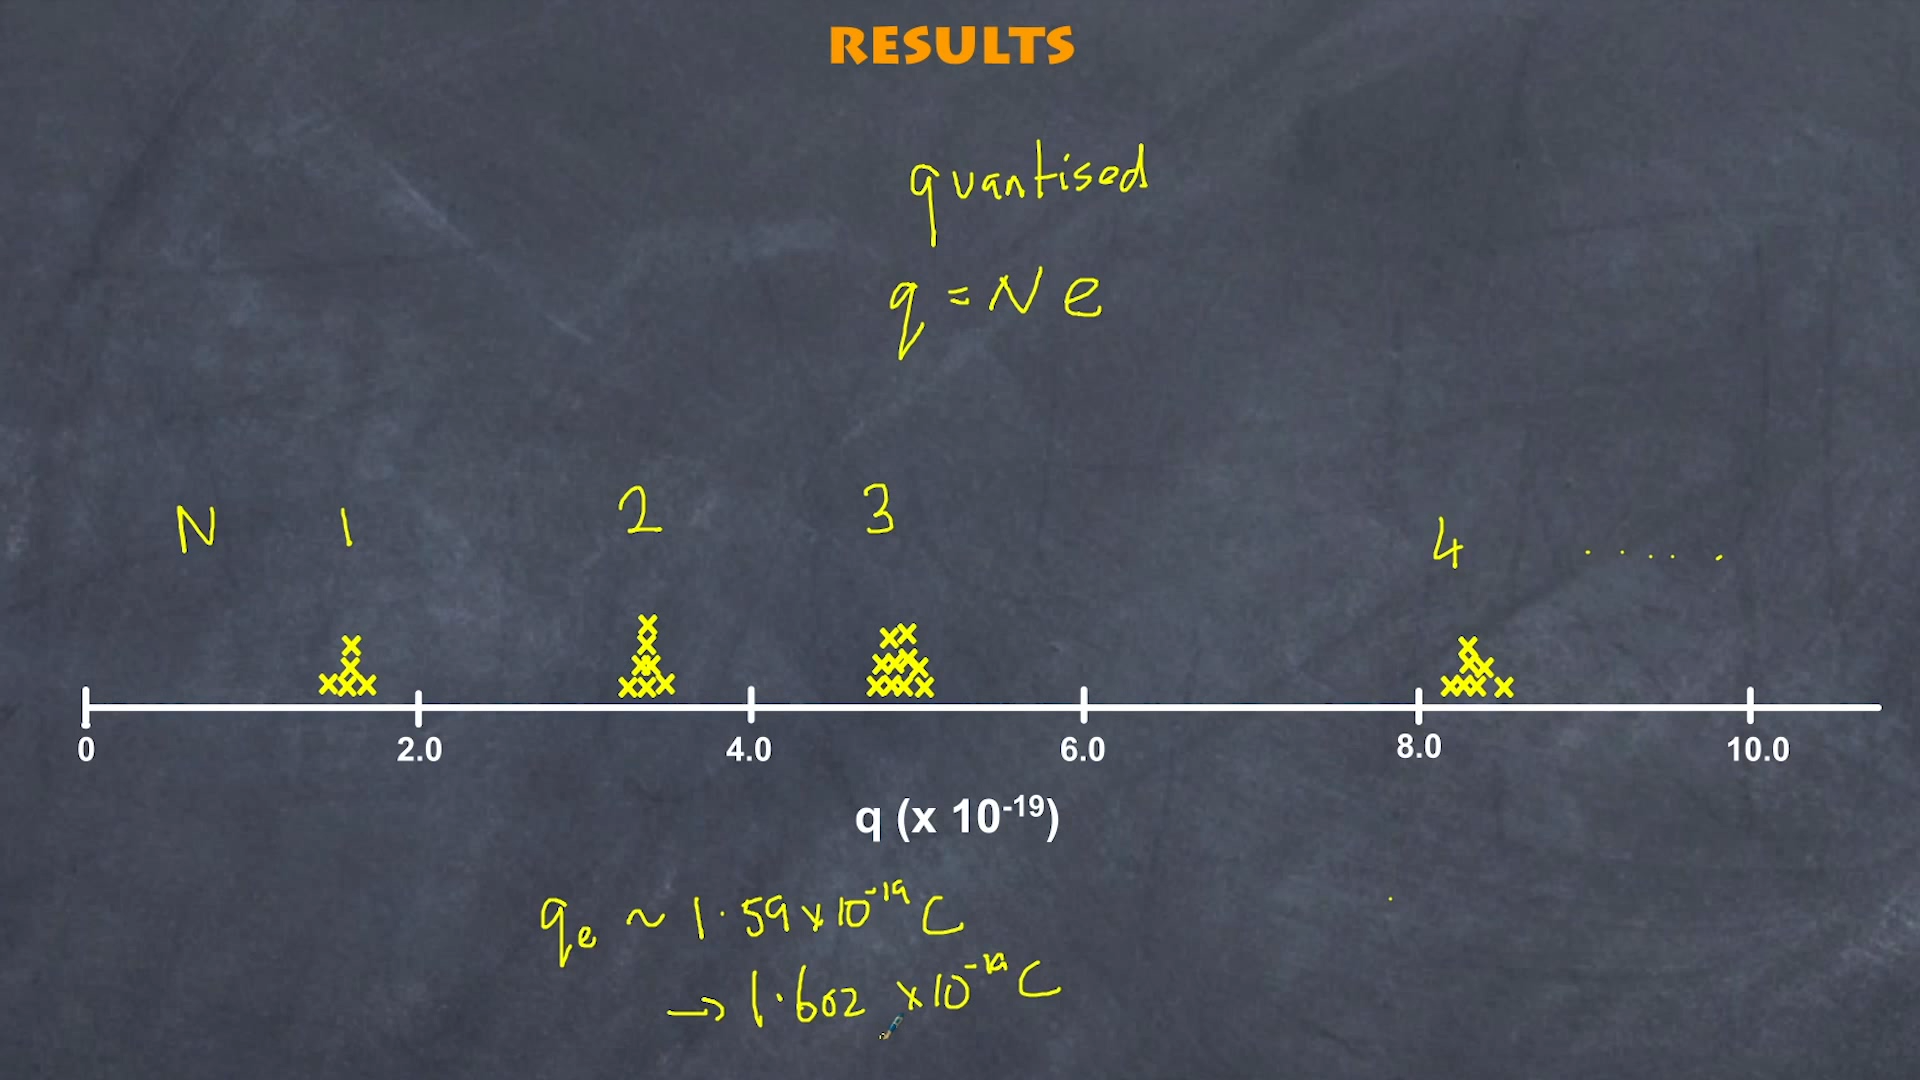 RESULTS
quantised
q = N e
N 1 2 3 4 .....
0 2.0 4.0 6.0 8.0 10.0
q (x 10⁻¹⁹)
qₑ ~ 1.59 x 10⁻¹⁹ C
→ 1.602 x 10⁻¹⁹ C